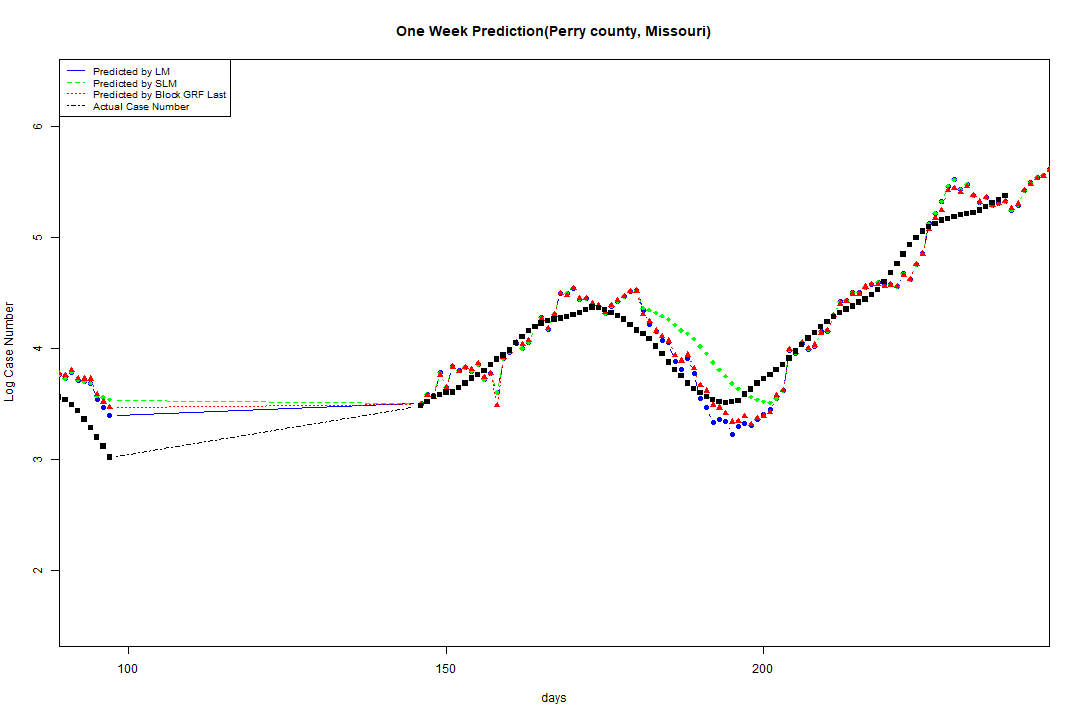 One Week Prediction(Perry county, Missouri)
Predicted by LM
Predicted by SLM
Predicted by Block GRF Last
Actual Case Number
Log Case Number
6
5
4
3
2
100 150 200
days